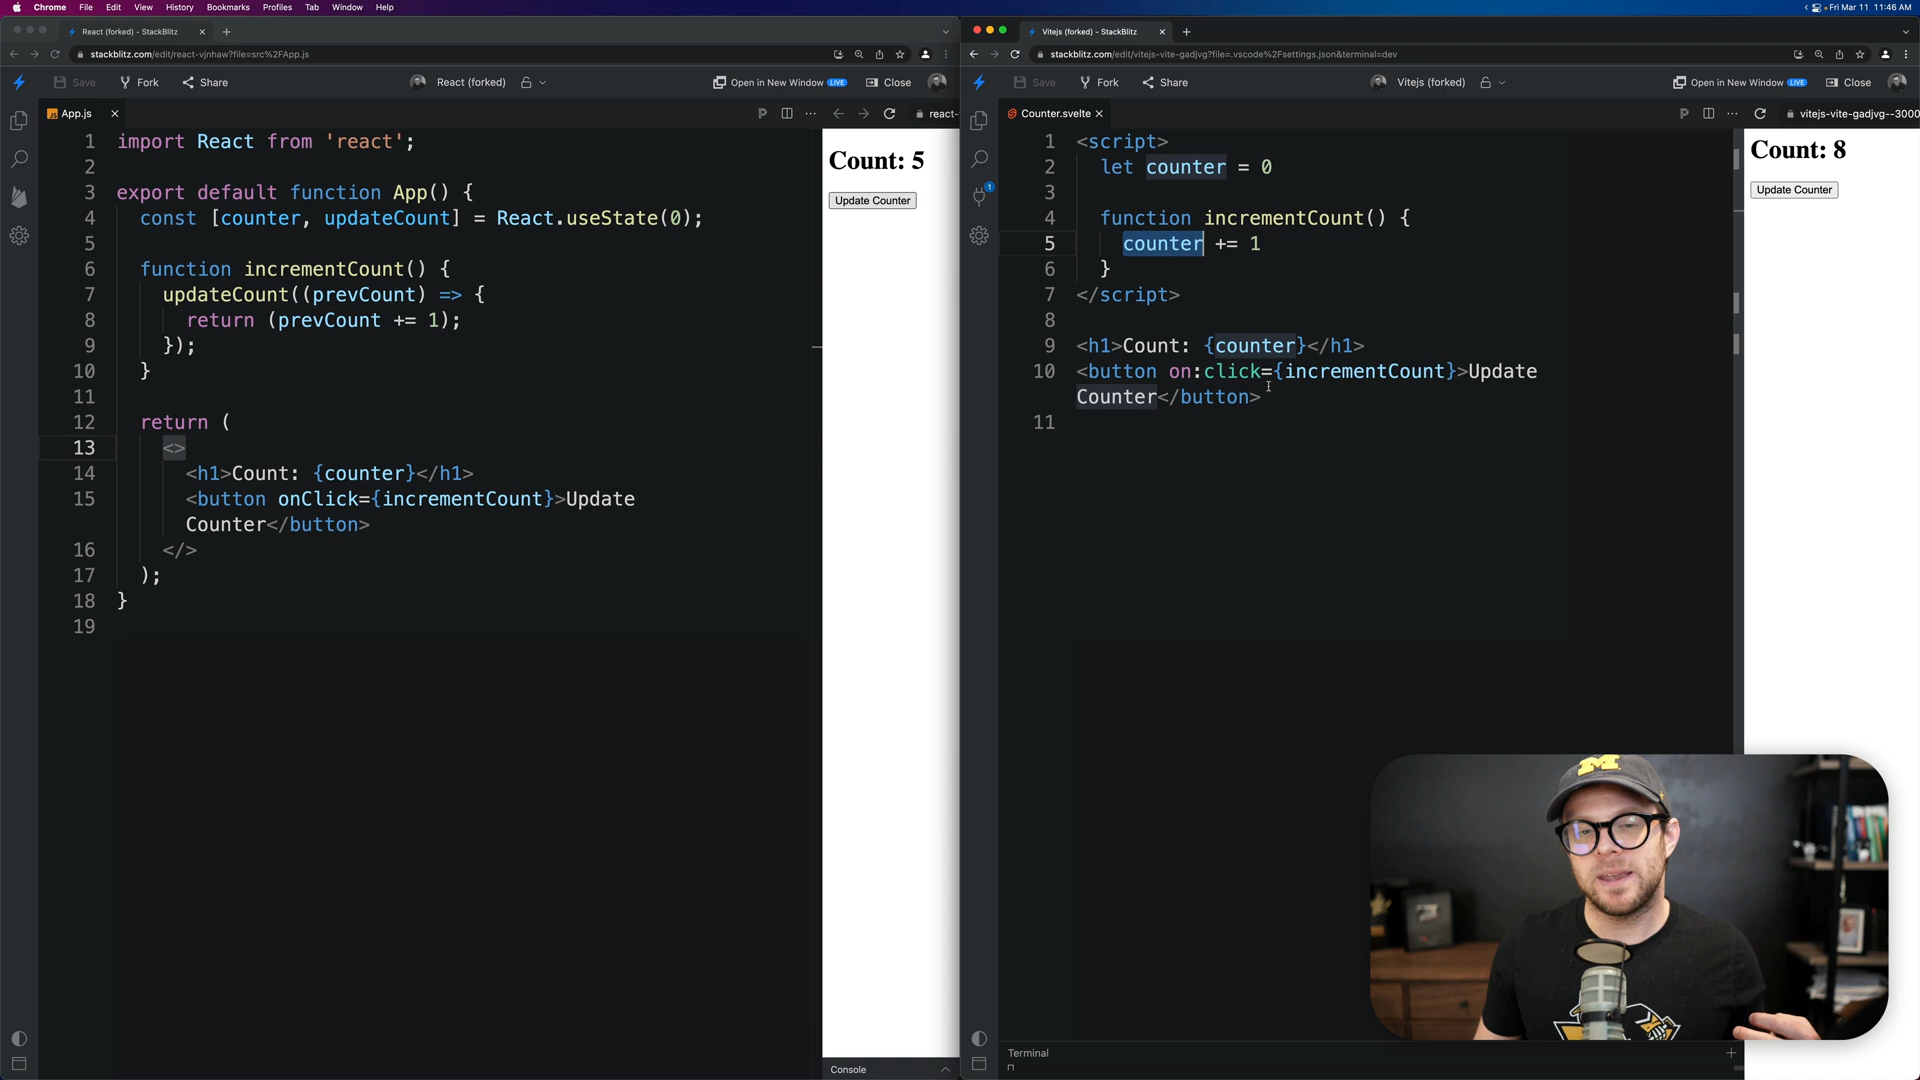 Chrome File Edit View History Bookmarks Profiles Tab Window Help
Fri Mar 11 11:46 AM
React (forked) - StackBlitz
stackblitz.com/edit/react-vjnhaw?file=src%2FApp.js
Save Fork Share React (forked) Open in New Window LIVE Close
App.js
react-
1 import React from 'react';
2
3 export default function App() {
4 const [counter, updateCount] = React.useState(0);
5
6 function incrementCount() {
7 updateCount((prevCount) => {
8 return (prevCount += 1);
9 });
10 }
11
12 return (
13 <>
14 <h1>Count: {counter}</h1>
15 <button onClick={incrementCount}>Update
Counter</button>
16 </>
17 );
18 }
19
Count: 5
Update Counter
Console
Vitejs (forked) - StackBlitz
stackblitz.com/edit/vitejs-vite-gadjvg?file=.vscode%2Fsettings.json&terminal=dev
Save Fork Share Vitejs (forked) Open in New Window LIVE Close
1
Counter.svelte
vitejs-vite-gadjvg--3000
1 <script>
2 let counter = 0
3
4 function incrementCount() {
5 counter += 1
6 }
7 </script>
8
9 <h1>Count: {counter}</h1>
10 <button on:click={incrementCount}>Update
Counter</button>
11
Count: 8
Update Counter
Terminal
M